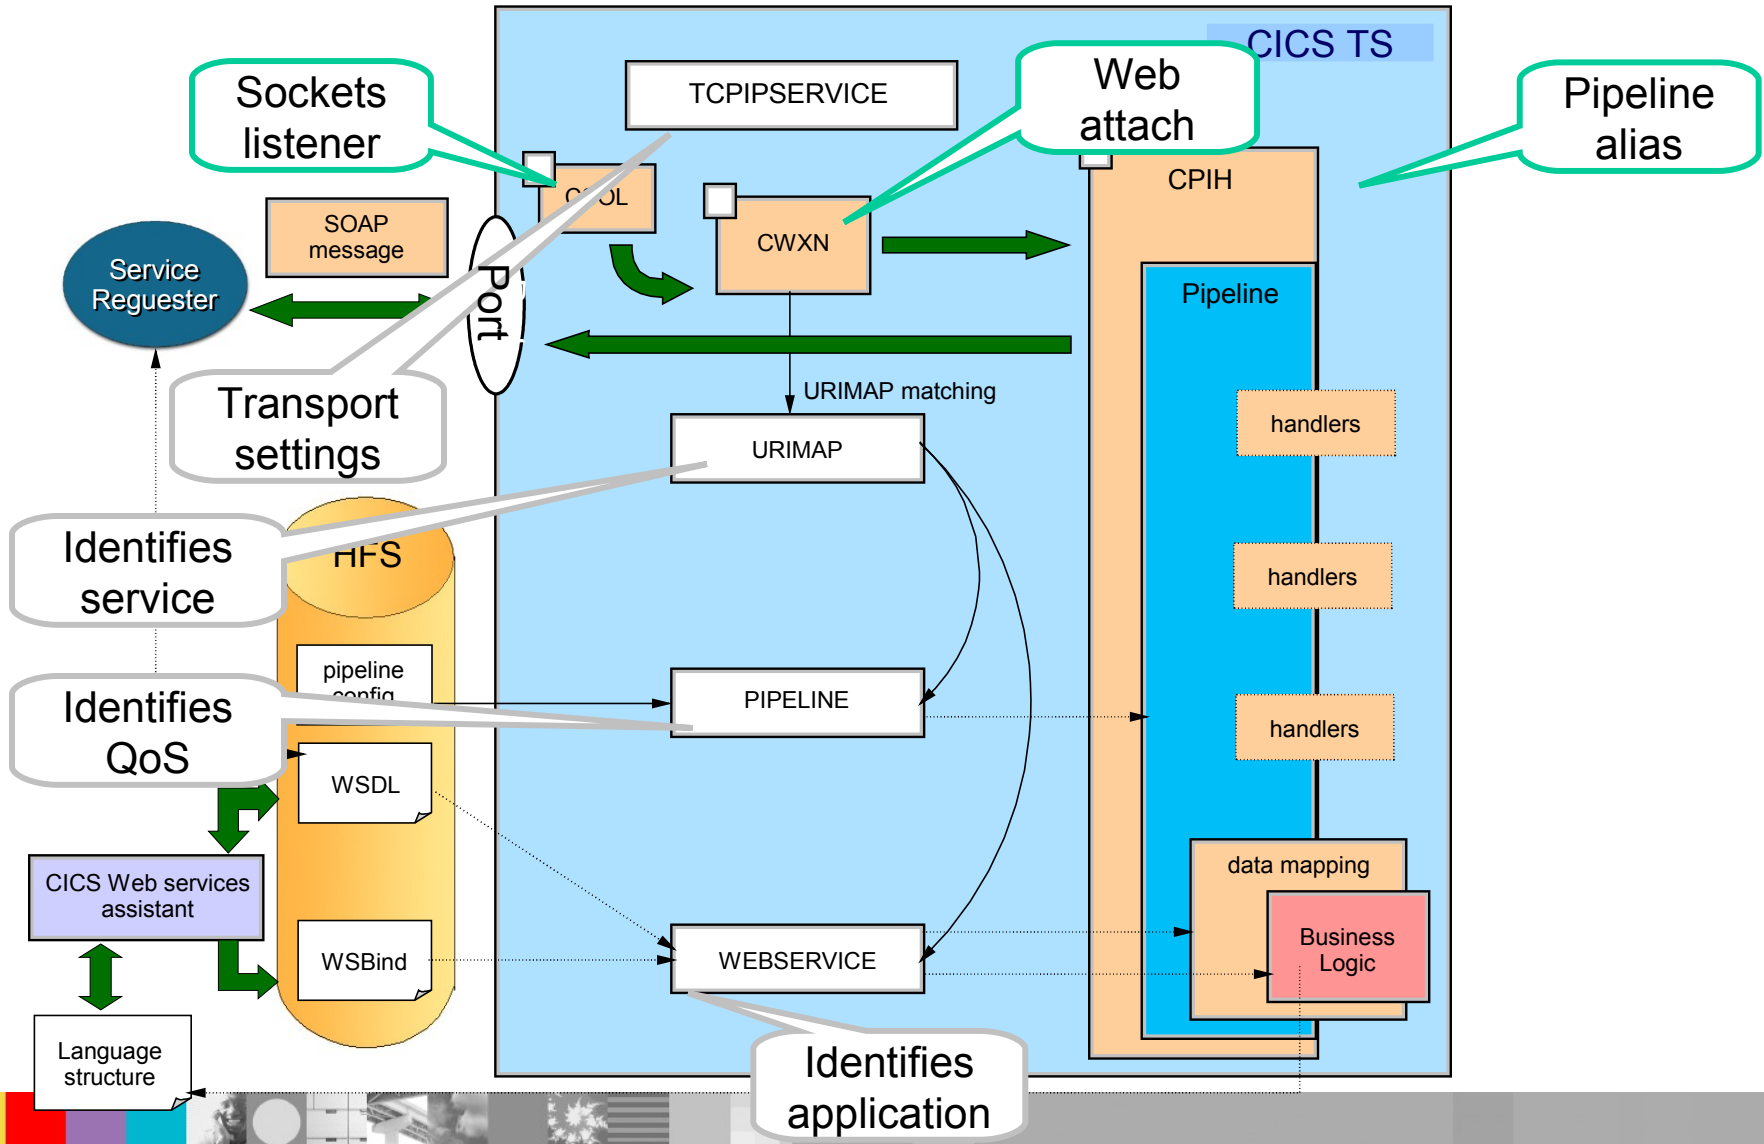 CICS TS
Sockets
listener
TCPIPSERVICE
Web
attach
Pipeline
alias
CPIH
SOAP
message
CWXN
Service
Reguester
Port
Pipeline
Transport
settings
URIMAP matching
handlers
URIMAP
Identifies
service
HFS
handlers
pipeline
config
Identifies
QoS
PIPELINE
handlers
WSDL
data mapping
CICS Web services
assistant
WSBind
WEBSERVICE
Business
Logic
Language
structure
Identifies
application